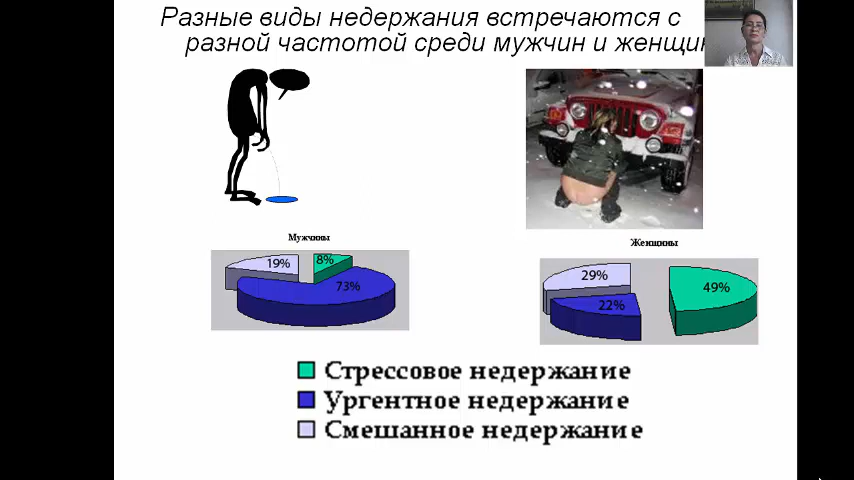 Разные виды недержания встречаются с
разной частотой среди мужчин и женщин
Мужчины
19%
8%
73%
Женщины
29%
49%
22%
Стрессовое недержание
Ургентное недержание
Смешанное недержание